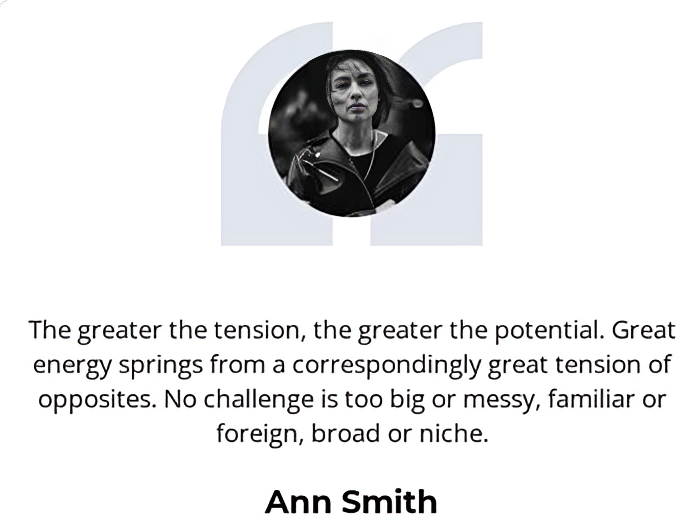 The greater the tension, the greater the potential. Great
energy springs from a correspondingly great tension of
opposites. No challenge is too big or messy, familiar or
foreign, broad or niche.
Ann Smith